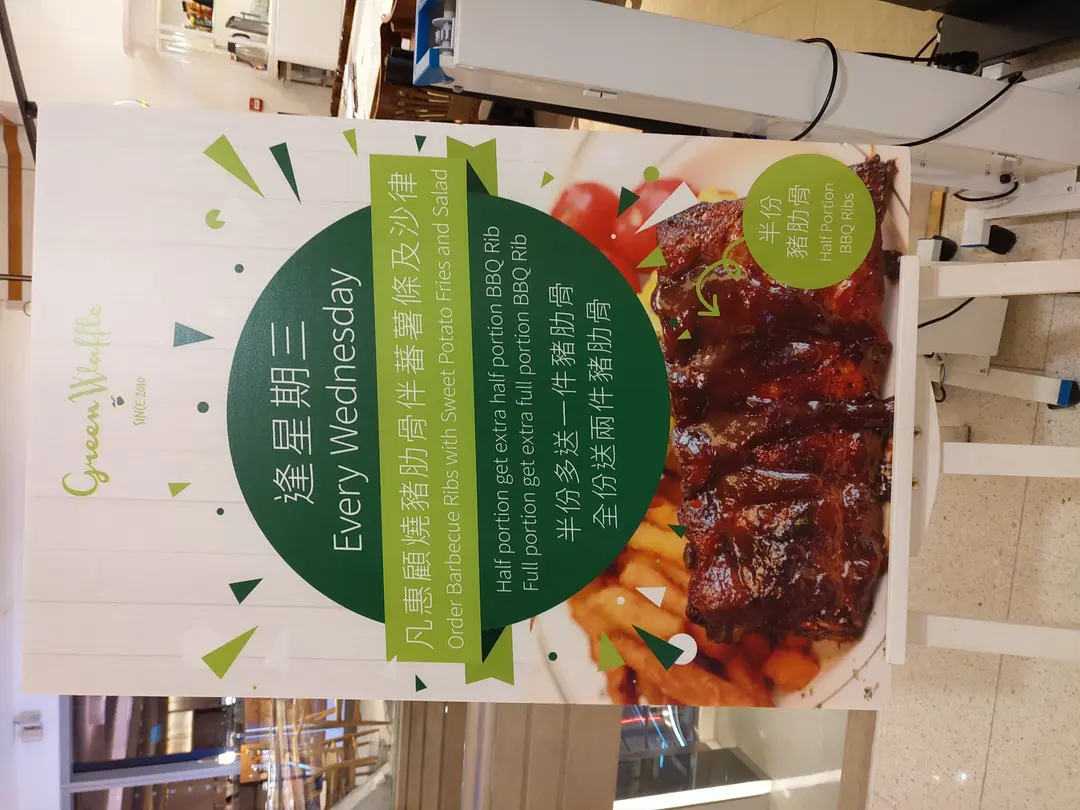 Green Waffle
SINCE 2010
逢星期三
Every Wednesday
凡惠顧燒豬肋骨伴蕃薯條及沙律
Order Barbecue Ribs with Sweet Potato Fries and Salad
Half portion get extra half portion BBQ Rib
Full portion get extra full portion BBQ Rib
半份多送一件豬肋骨
全份送兩件豬肋骨
半份
豬肋骨
Half Portion
BBQ Ribs